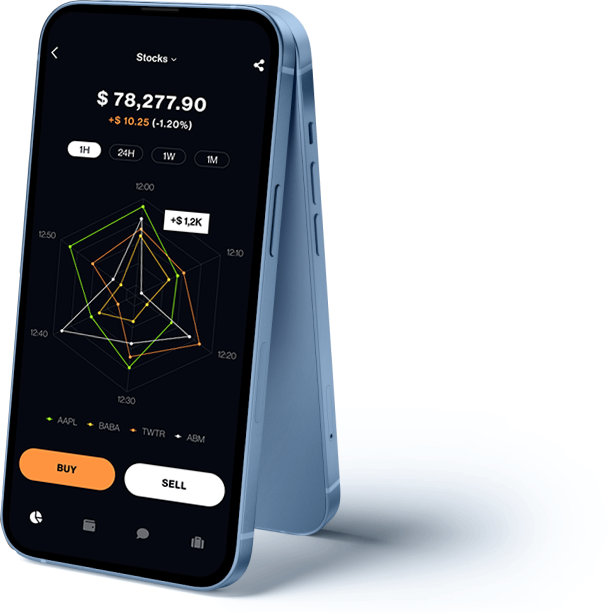 Stocks
$ 78,277.90
+$ 10.25 (-1.20%)
1H 24H 1W 1M
12:00
+$ 1,2K
12:50
12:10
12:40
12:20
12:30
AAPL BABA TWTR ABM
BUY SELL